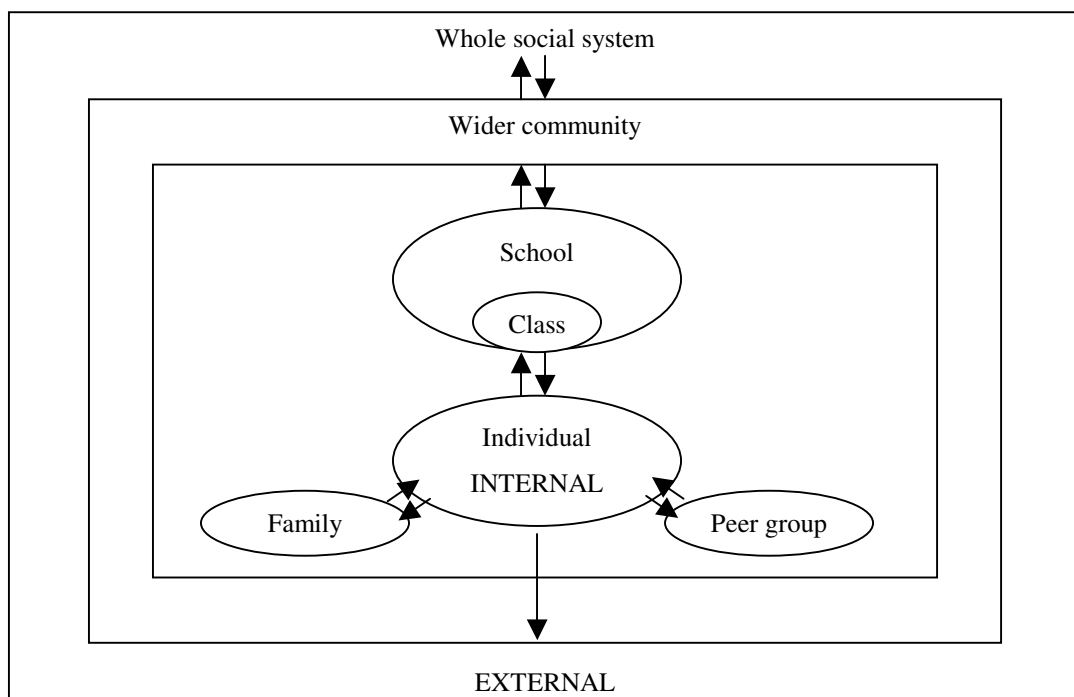 Whole social system
Wider community
School
Class
Individual
INTERNAL
Family
Peer group
EXTERNAL